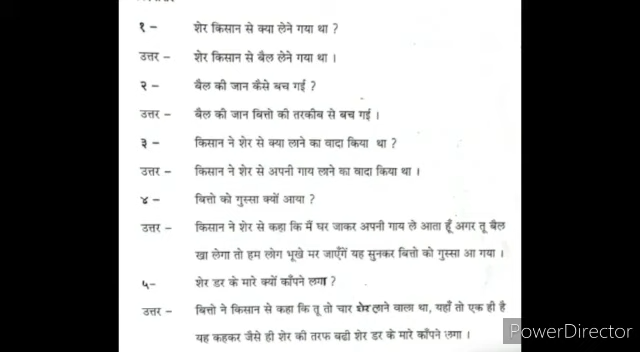 १ – शेर किसान से क्या लेने गया था ?
उत्तर – शेर किसान से बैल लेने गया था ।
२ – बैल की जान कैसे बच गई ?
उत्तर – बैल की जान बित्तो की तरकीब से बच गई ।
३ – किसान ने शेर से क्या लाने का वादा किया था ?
उत्तर – किसान ने शेर से अपनी गाय लाने का वादा किया था ।
४ – बित्तो को गुस्सा क्यों आया ?
उत्तर – किसान ने शेर से कहा कि मैं घर जाकर अपनी गाय ले आता हूँ अगर तू बैल
खा लेगा तो हम लोग भूखे मर जाएँगें यह सुनकर बित्तो को गुस्सा आ गया ।
५- शेर डर के मारे क्यों काँपने लगा ?
उत्तर – बित्तो ने किसान से कहा कि तू तो चार शेर लाने वाला था, यहाँ तो एक ही है
यह कहकर जैसे ही शेर की तरफ बढी शेर डर के मारे काँपने लगा ।
PowerDirector